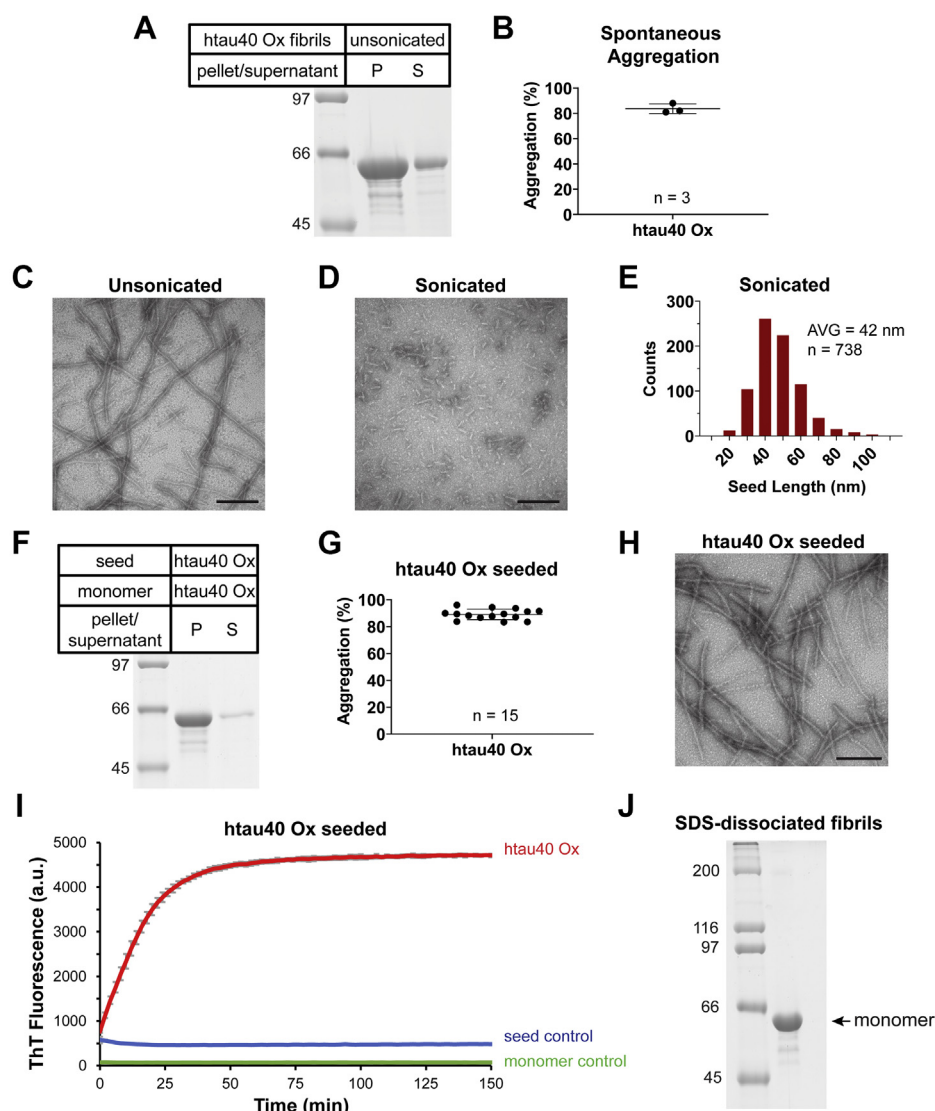 A
htau40 Ox fibrils unsonicated
pellet/supernatant P S
97
66
45
B
Spontaneous
Aggregation
Aggregation (%)
100
80
60
40
20
0
n = 3
htau40 Ox
C
Unsonicated
D
Sonicated
E
Sonicated
Counts
300
200
100
0
AVG = 42 nm
n = 738
20 40 60 80 100
Seed Length (nm)
F
seed htau40 Ox
monomer htau40 Ox
pellet/
supernatant P S
97
66
45
G
htau40 Ox seeded
Aggregation (%)
100
80
60
40
20
0
n = 15
htau40 Ox
H
htau40 Ox seeded
I
htau40 Ox seeded
ThT Fluorescence (a.u.)
5000
4000
3000
2000
1000
0
htau40 Ox
seed control
monomer control
0 25 50 75 100 125 150
Time (min)
J
SDS-dissociated fibrils
200
116
97
66
monomer
45